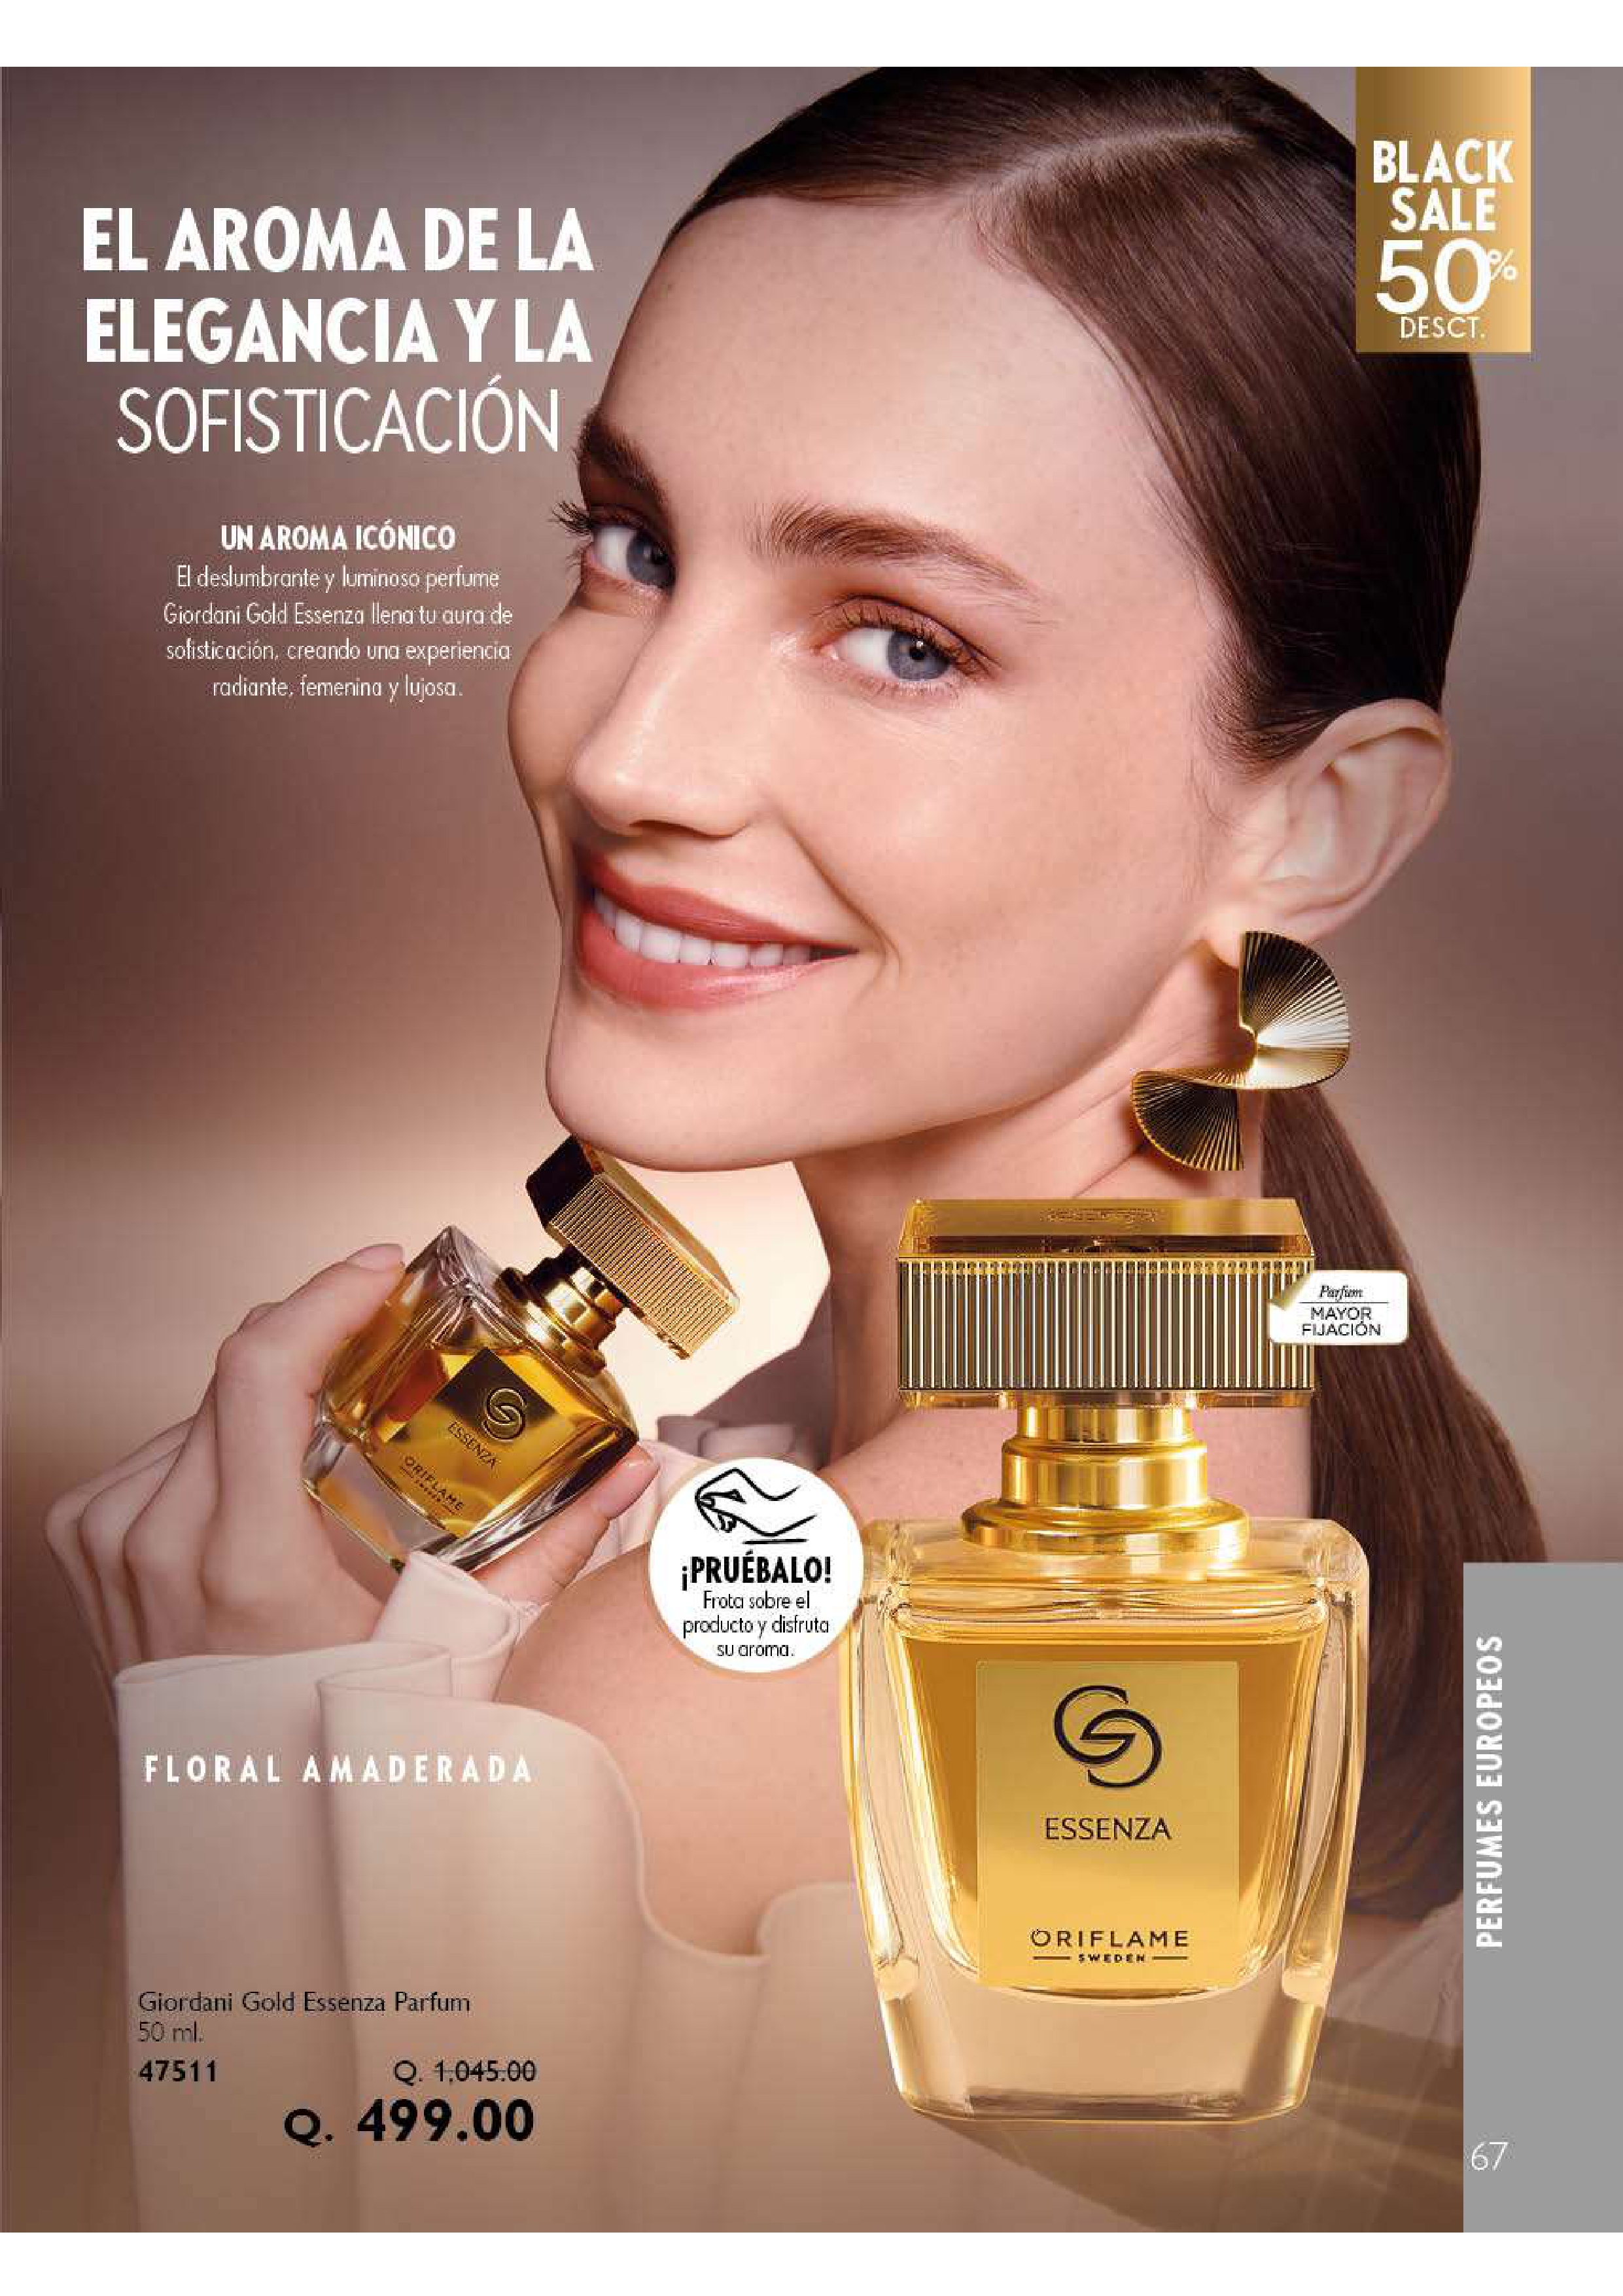 BLACK
SALE
50%
DESCT.
EL AROMA DE LA
ELEGANCIA Y LA
SOFISTICACIÓN
UN AROMA ICÓNICO
El deslumbrante y luminoso perfume
Giordani Gold Essenza llena tu aura de
sofisticación, creando una experiencia
radiante, femenina y lujosa.
Parfum
MAYOR
FIJACIÓN
ESSENZA
ORIFLAME
SWEDEN
¡PRUÉBALO!
Frota sobre el
producto y disfruta
su aroma.
ESSENZA
ORIFLAME
SWEDEN
FLORAL AMADERADA
PERFUMES EUROPEOS
Giordani Gold Essenza Parfum
50 ml.
47511 Q. 1,045.00
Q. 499.00
67